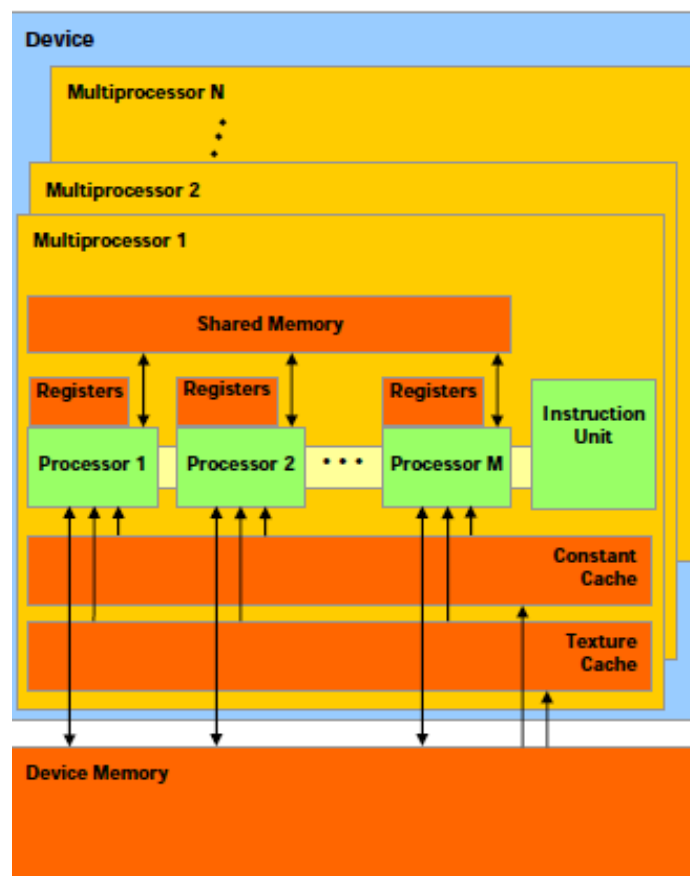 Device
Multiprocessor N
Multiprocessor 2
Multiprocessor 1
Shared Memory
Registers
Registers
Registers
Instruction
Unit
Processor 1
Processor 2
Processor M
Constant
Cache
Texture
Cache
Device Memory